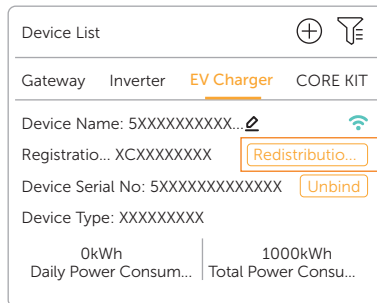 Device List
Gateway Inverter EV Charger CORE KIT
Device Name: 5XXXXXXXXXX...
Registratio... XCXXXXXXXX Redistributio...
Device Serial No: 5XXXXXXXXXXXXX Unbind
Device Type: XXXXXXXXX
0kWh 1000kWh
Daily Power Consum... Total Power Consu...